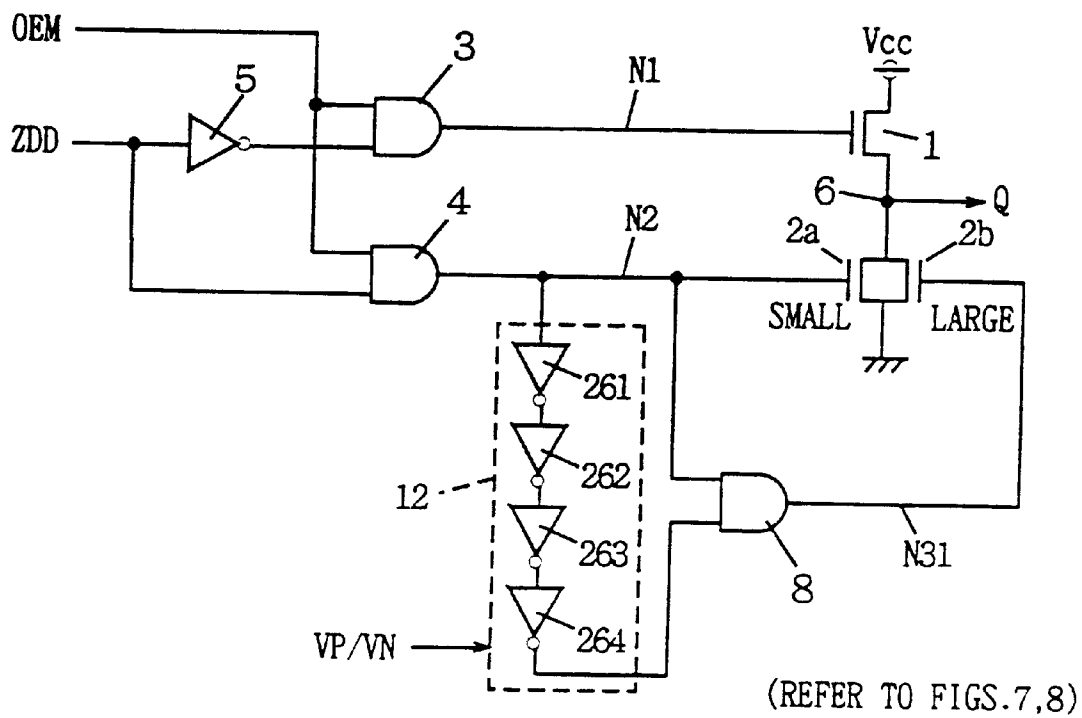 OEM
3
Vcc
5
N1
ZDD
1
6
Q
4
N2
2a
2b
SMALL
LARGE
261
262
12
263
N31
8
264
VP/VN
(REFER TO FIGS.7,8)